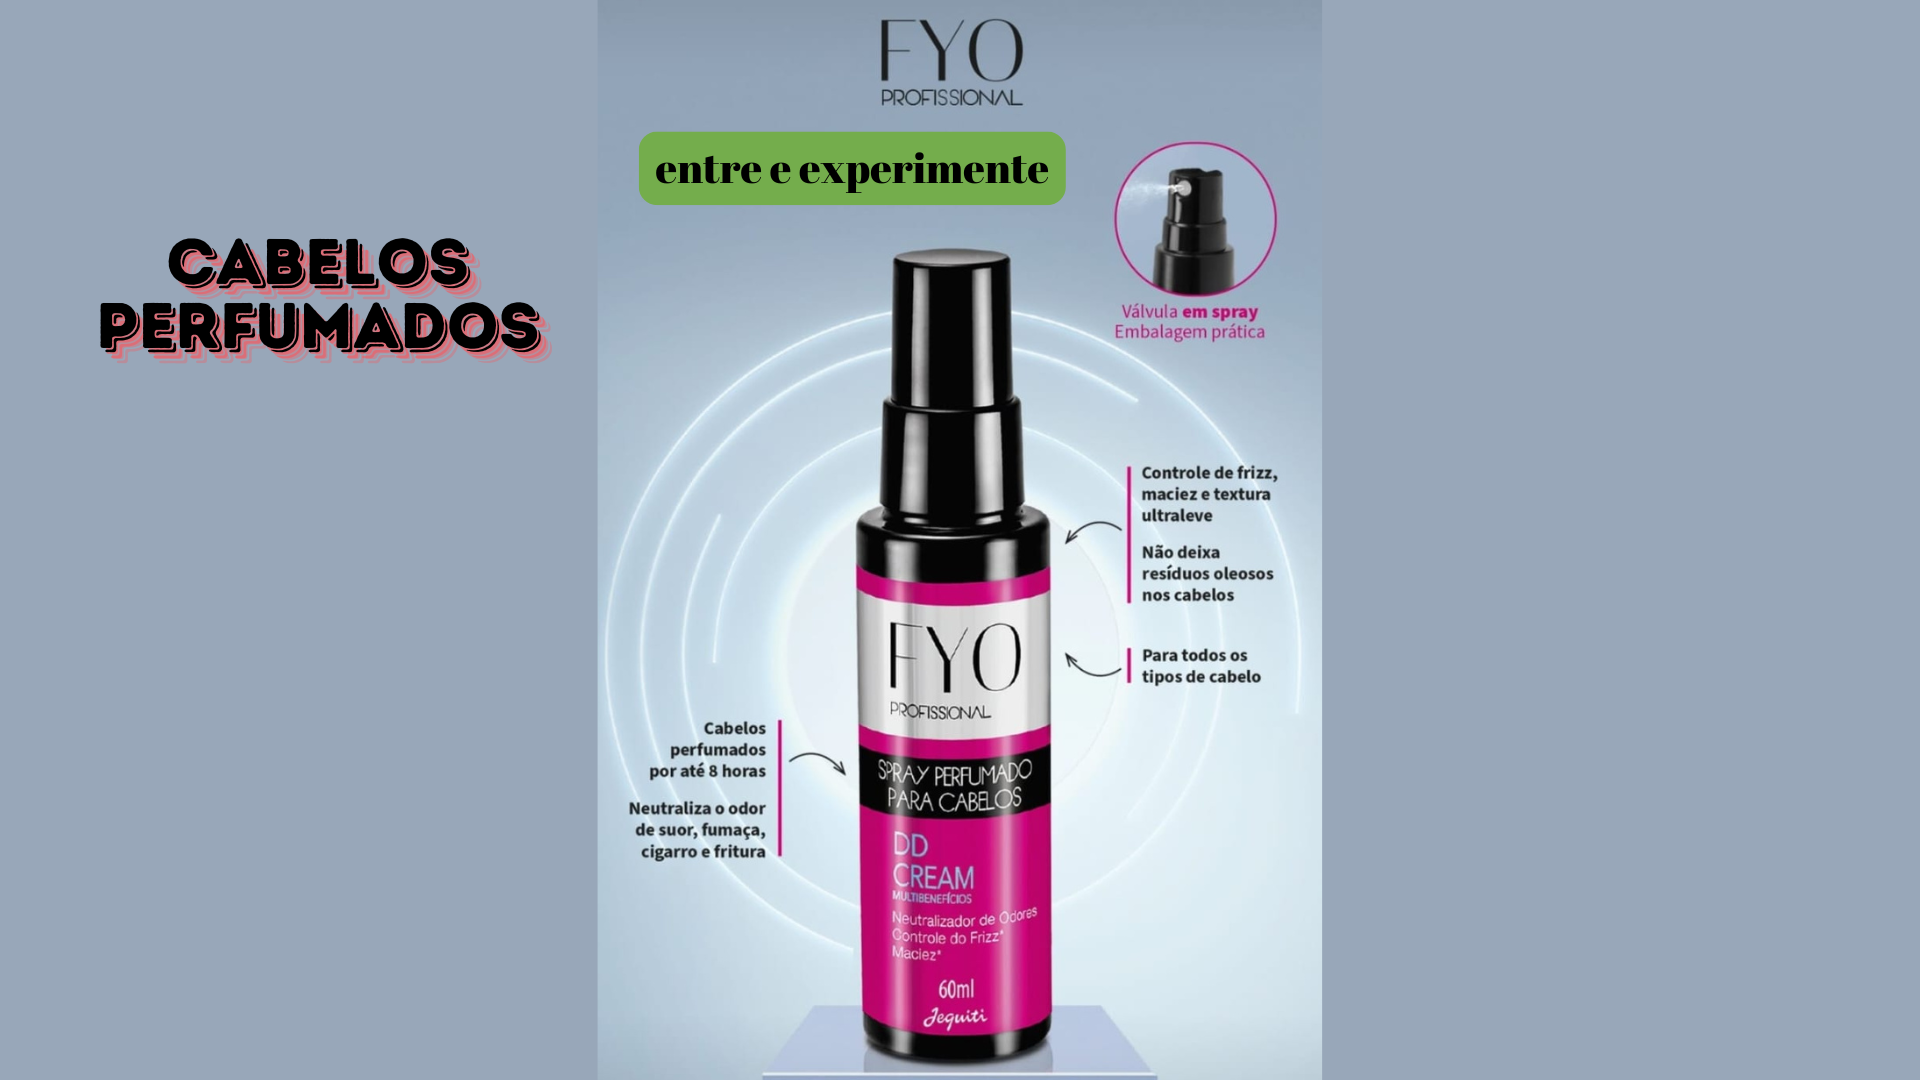 FYO
PROFISSIONAL
entre e experimente
CABELOS
PERFUMADOS
Válvula em spray
Embalagem prática
Controle de frizz,
maciez e textura
ultraleve
Não deixa
resíduos oleosos
nos cabelos
Para todos os
tipos de cabelo
Cabelos
perfumados
por até 8 horas
Neutraliza o odor
de suor, fumaça,
cigarro e fritura
FYO
PROFISSIONAL
SPRAY PERFUMADO
PARA CABELOS
DD
CREAM
MULTIBENEFÍCIOS
Neutralizador de Odores
Controle do Frizz*
Maciez*
60ml
Jequiti